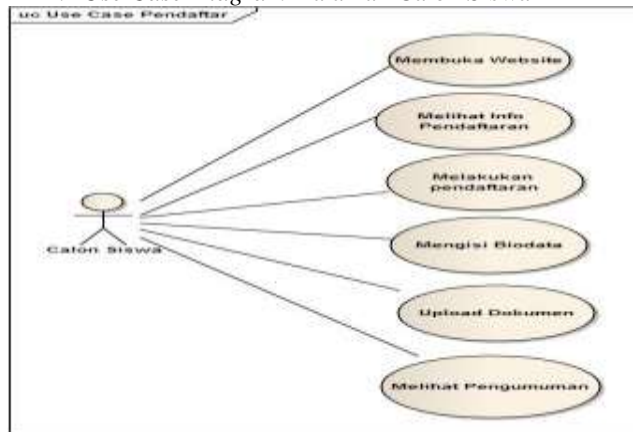 uc Use Case Pendaftar
Membuka Website
Melihat Info
Pendaftaran
Melakukan
pendaftaran
Calon Siswa
Mengisi Biodata
Upload Dokumen
Melihat Pengumuman